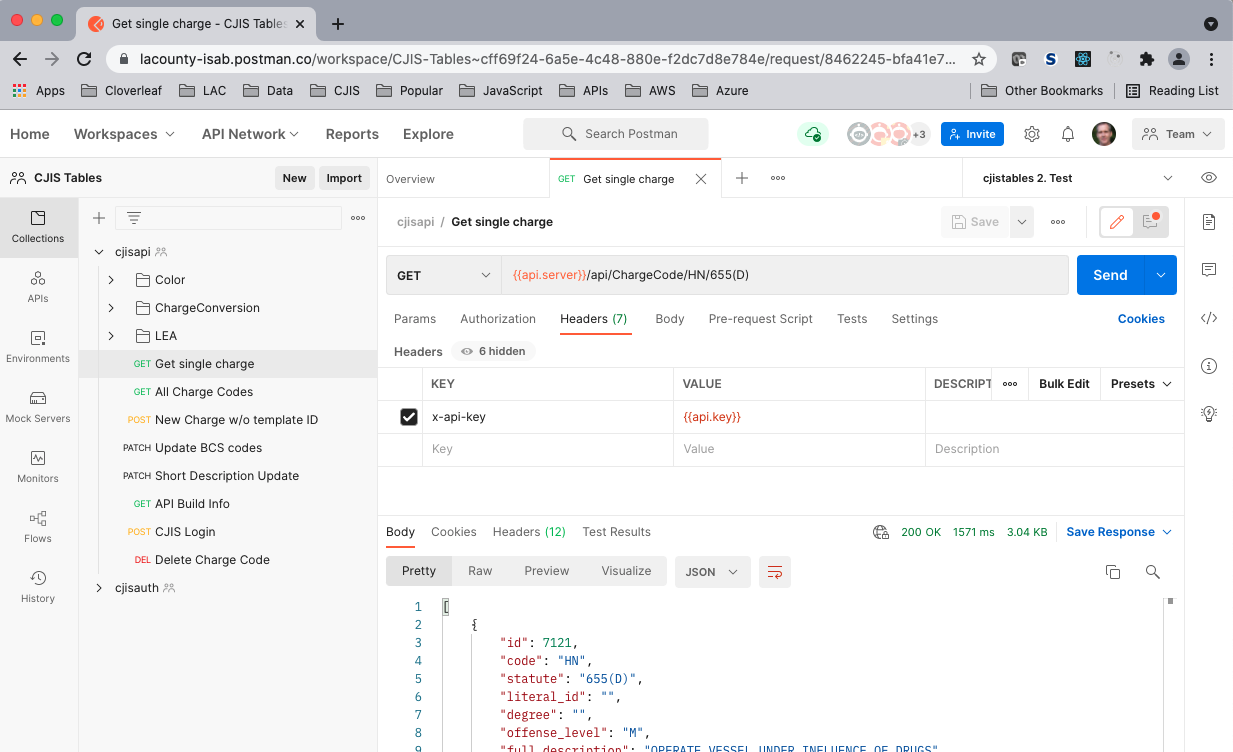 Get single charge - CJIS Tables
lacounty-isab.postman.co/workspace/CJIS-Tables~cff69f24-6a5e-4c48-880e-f2dc7d8e784e/request/8462245-bfa41e7...
Apps Cloverleaf LAC Data CJIS Popular JavaScript APIs AWS Azure Other Bookmarks Reading List
Home Workspaces API Network Reports Explore Search Postman +3 Invite Team
CJIS Tables New Import Overview GET Get single charge cjistables 2. Test
Collections
APIs
Environments
Mock Servers
Monitors
Flows
History
cjisapi
Color
ChargeConversion
LEA
GET Get single charge
GET All Charge Codes
POST New Charge w/o template ID
PATCH Update BCS codes
PATCH Short Description Update
GET API Build Info
POST CJIS Login
DEL Delete Charge Code
cjisauth
cjisapi / Get single charge Save
GET {{api.server}}/api/ChargeCode/HN/655(D) Send
Params Authorization Headers (7) Body Pre-request Script Tests Settings Cookies
Headers 6 hidden
KEY VALUE DESCRIPT Bulk Edit Presets
x-api-key {{api.key}}
Key Value Description
Body Cookies Headers (12) Test Results 200 OK 1571 ms 3.04 KB Save Response
Pretty Raw Preview Visualize JSON
1 [
2 {
3 "id": 7121,
4 "code": "HN",
5 "statute": "655(D)",
6 "literal_id": "",
7 "degree": "",
8 "offense_level": "M",
9 "full_description": "OPERATE VESSEL UNDER INFLUENCE OF DRUGS",